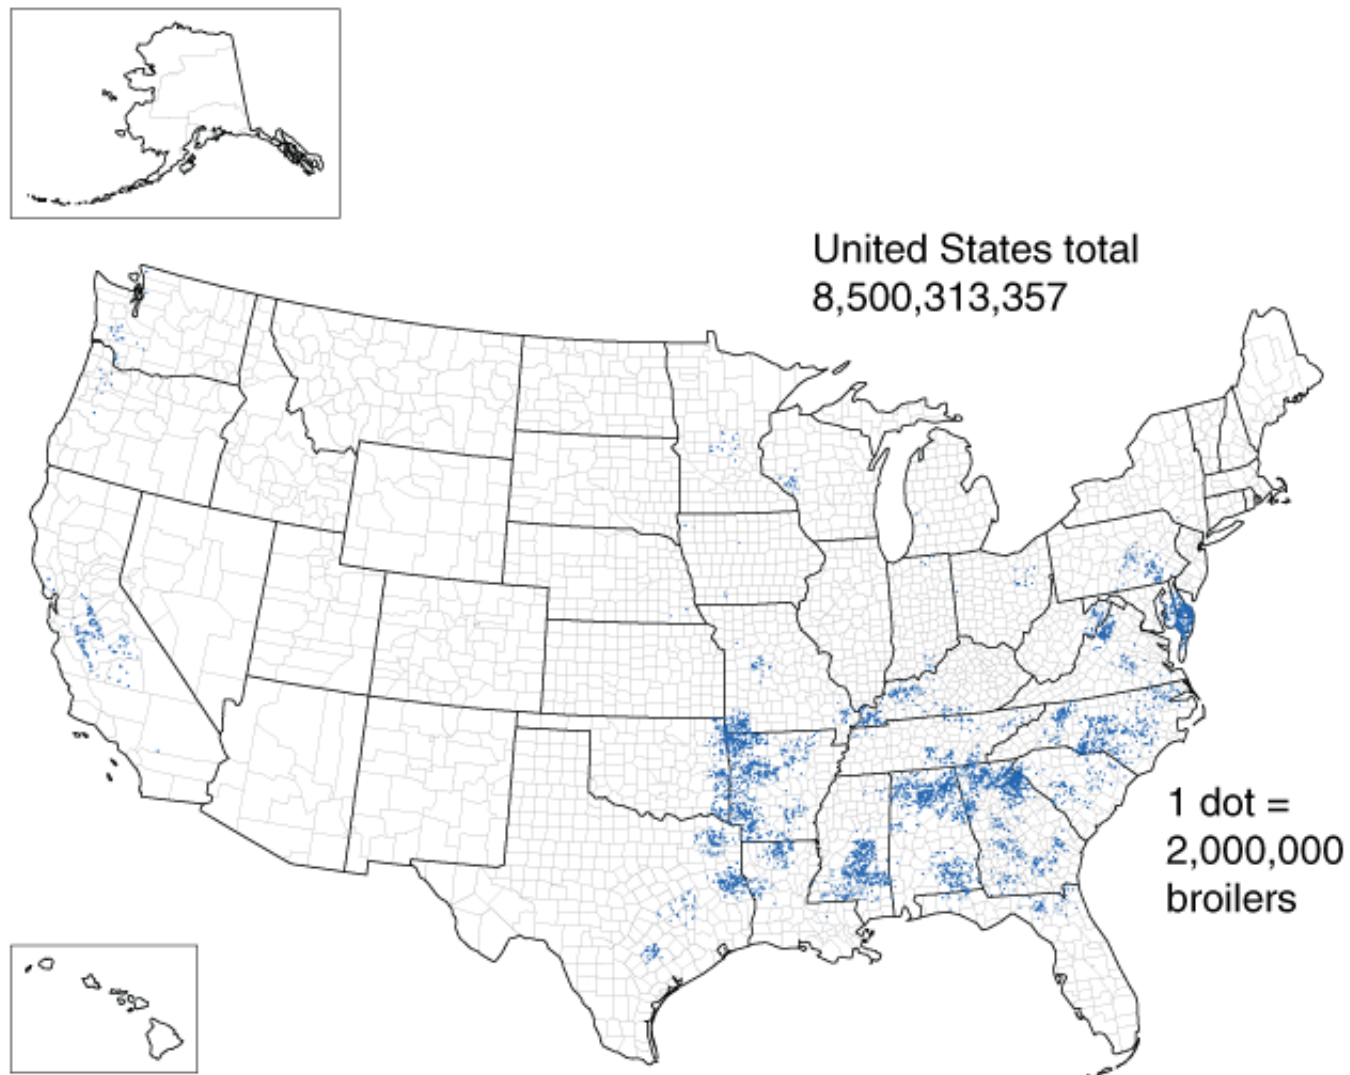 United States total
8,500,313,357
1 dot =
2,000,000
broilers